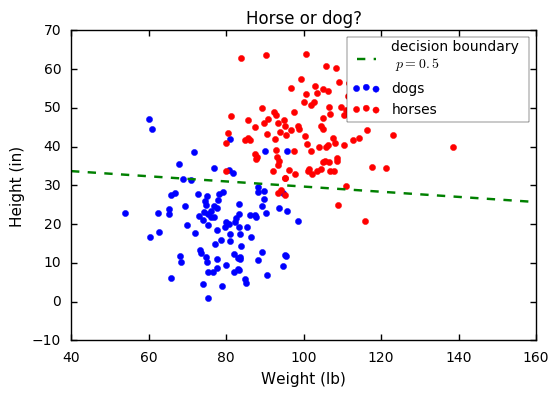 Horse or dog?
decision boundary
p = 0.5
dogs
horses
Height (in)
70
60
50
40
30
20
10
0
−10
40
60
80
100
120
140
160
Weight (lb)